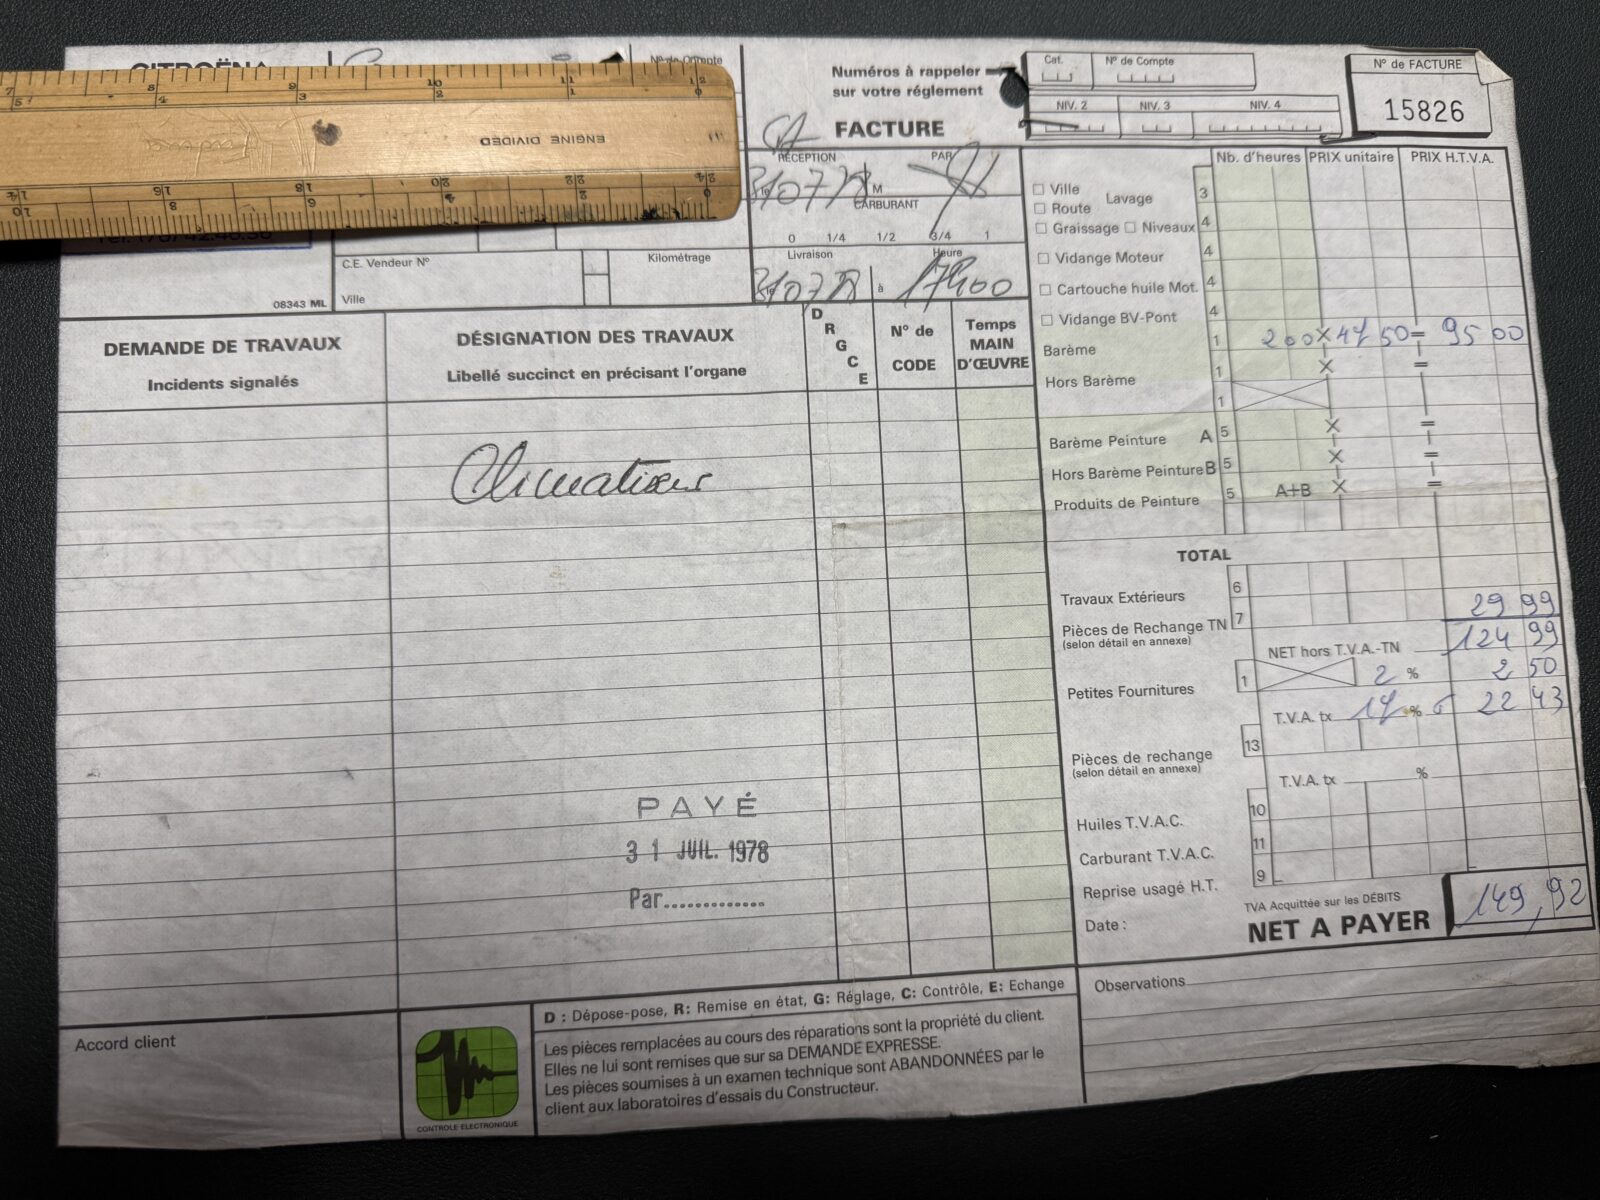 CITROËN
N° de Compte
Numéros à rappeler
sur votre réglement
Cat.
N° de Compte
NIV. 2 NIV. 3 NIV. 4
N° de FACTURE
15826
FACTURE
ENGINE DIVIDED
RÉCEPTION PAR
310778 M
CARBURANT
0 1/4 1/2 3/4 1
Livraison Heure
le 310778 à 17H00
C.E. Vendeur N°
Kilométrage
Ville
08343 ML
Nb. d'heures PRIX unitaire PRIX H.T.V.A.
Ville
Route
Lavage 3
Graissage Niveaux 4
Vidange Moteur 4
Cartouche huile Mot. 4
Vidange BV-Pont 4
Barème 1 200 x 47 50 = 95 00
Hors Barème 1 x =
1
Barème Peinture A 5 x =
Hors Barème Peinture B 5 x =
Produits de Peinture 5 A+B x =
TOTAL
Travaux Extérieurs 6
Pièces de Rechange TN 7 29 99
(selon détail en annexe)
NET hors T.V.A.-TN 124 99
Petites Fournitures 1 2 % 2 50
T.V.A. tx 17 % 6 22 43
Pièces de rechange 13
(selon détail en annexe)
T.V.A. tx %
Huiles T.V.A.C. 10
Carburant T.V.A.C. 11
Reprise usagé H.T. 9
TVA Acquittée sur les DÉBITS
Date :
NET A PAYER 149,92
Observations
DEMANDE DE TRAVAUX
Incidents signalés
DÉSIGNATION DES TRAVAUX
Libellé succinct en précisant l'organe
D
R
G
C
E
N° de
CODE
Temps
MAIN
D'ŒUVRE
Climatiseur
PAYÉ
31 JUIL. 1978
Par.............
Accord client
CONTROLE ELECTRONIQUE
D : Dépose-pose, R: Remise en état, G: Réglage, C: Contrôle, E: Echange
Les pièces remplacées au cours des réparations sont la propriété du client.
Elles ne lui sont remises que sur sa DEMANDE EXPRESSE.
Les pièces soumises à un examen technique sont ABANDONNÉES par le
client aux laboratoires d'essais du Constructeur.